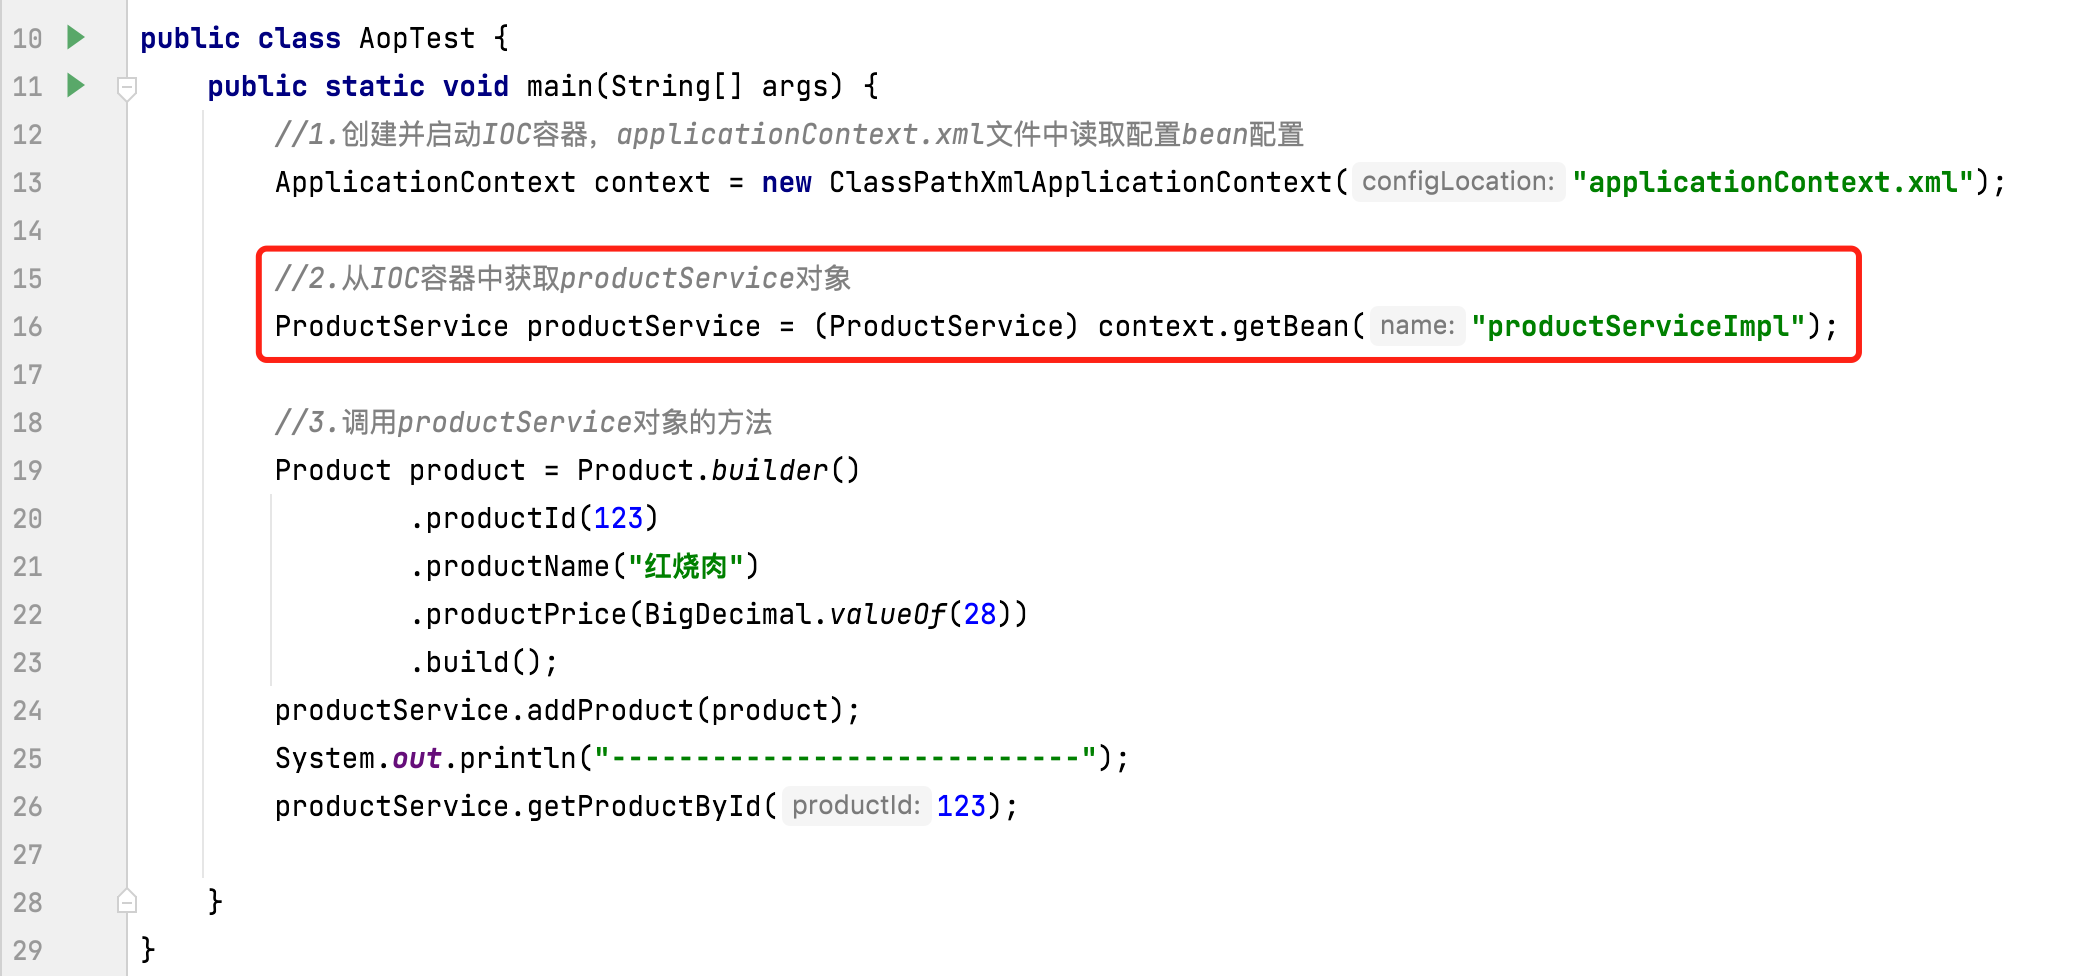 10 public class AopTest {
11 public static void main(String[] args) {
12 //1.创建并启动IOC容器，applicationContext.xml文件中读取配置bean配置
13 ApplicationContext context = new ClassPathXmlApplicationContext( configLocation: "applicationContext.xml");
14
15 //2.从IOC容器中获取productService对象
16 ProductService productService = (ProductService) context.getBean( name: "productServiceImpl");
17
18 //3.调用productService对象的方法
19 Product product = Product.builder()
20 .productId(123)
21 .productName("红烧肉")
22 .productPrice(BigDecimal.valueOf(28))
23 .build();
24 productService.addProduct(product);
25 System.out.println("----------------------------");
26 productService.getProductById( productId: 123);
27
28 }
29 }